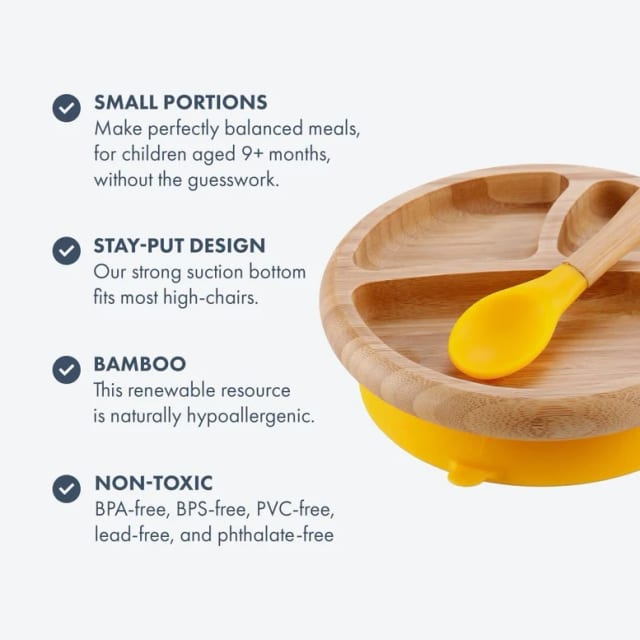 SMALL PORTIONS
Make perfectly balanced meals,
for children aged 9+ months,
without the guesswork.
STAY-PUT DESIGN
Our strong suction bottom
fits most high-chairs.
BAMBOO
This renewable resource
is naturally hypoallergenic.
NON-TOXIC
BPA-free, BPS-free, PVC-free,
lead-free, and phthalate-free